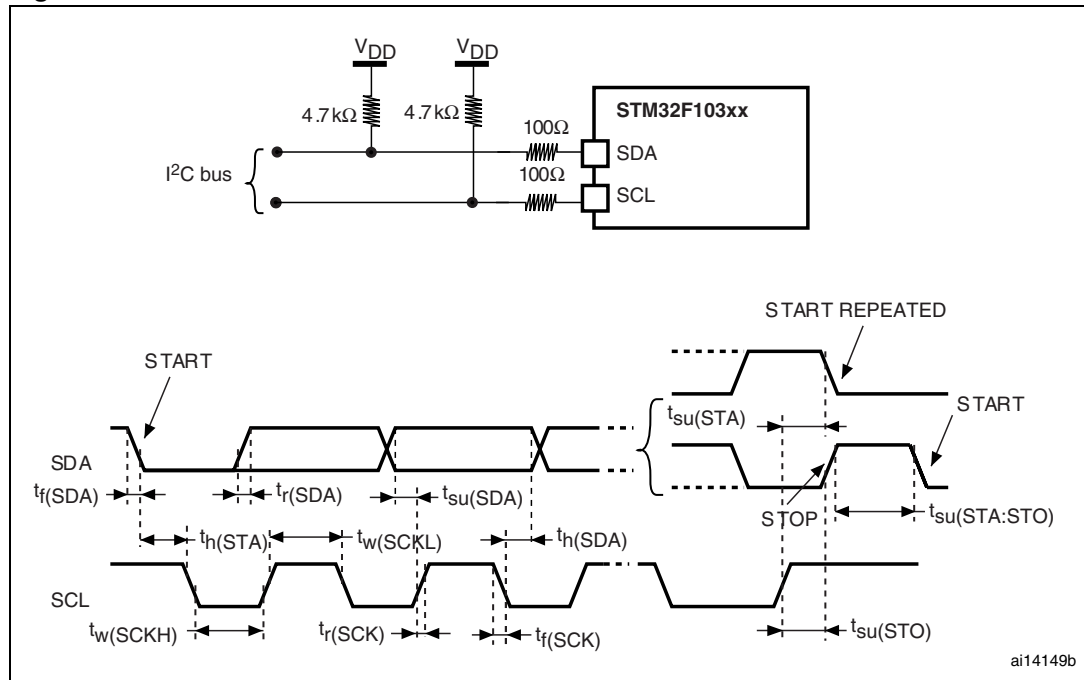 VDD VDD
4.7kΩ 4.7kΩ
STM32F103xx
100Ω
SDA
I²C bus
100Ω
SCL
START REPEATED
START
START
tsu(STA)
SDA
tf(SDA)
tr(SDA)
tsu(SDA)
STOP
tsu(STA:STO)
th(STA)
tw(SCKL)
th(SDA)
SCL
tw(SCKH)
tr(SCK)
tf(SCK)
tsu(STO)
ai14149b